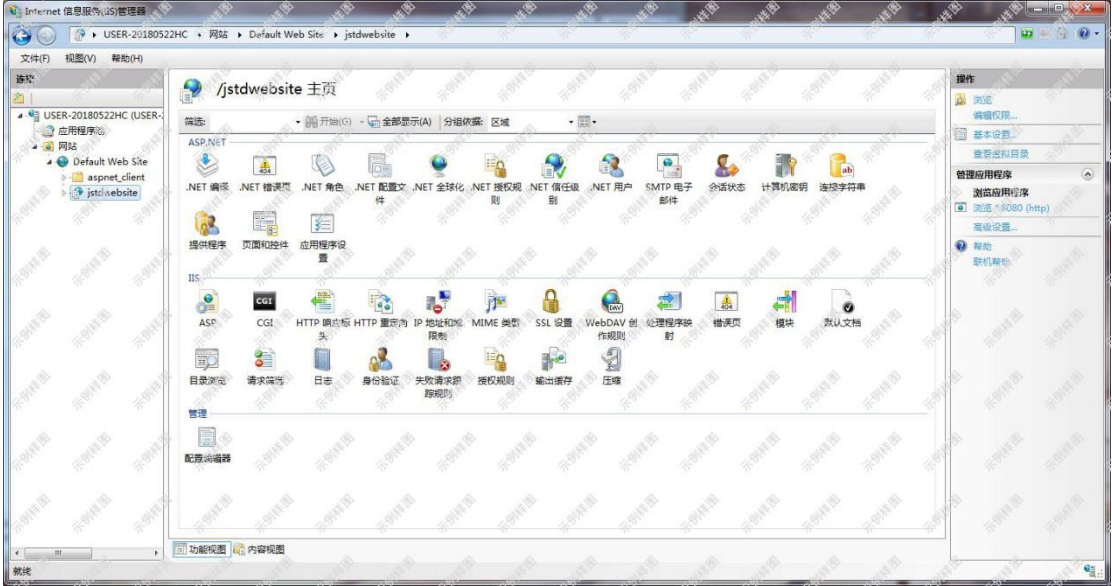 Internet 信息服务(IIS)管理器
USER-20180522HC 网站 Default Web Site jstdwebsite
文件(F) 视图(V) 帮助(H)
连接
USER-20180522HC (USER-
应用程序池
网站
Default Web Site
aspnet_client
jstdwebsite
/jstdwebsite 主页
筛选: 开始(G) 全部显示(A) 分组依据: 区域
ASP.NET
.NET 编译 .NET 错误页 .NET 角色 .NET 配置文 .NET 全球化 .NET 授权规 .NET 信任级 .NET 用户 SMTP 电子 会话状态 计算机密钥 连接字符串
件 则 别 邮件
提供程序 页面和控件 应用程序设
置
IIS
ASP CGI HTTP 响应标 HTTP 重定向 IP 地址和域 MIME 类型 SSL 设置 WebDAV 创 处理程序映 错误页 模块 默认文档
头 限制 作规则 射
目录浏览 请求筛选 日志 身份验证 失败请求跟 授权规则 输出缓存 压缩
踪规则
管理
配置编辑器
功能视图 内容视图
就绪
操作
浏览
编辑权限...
基本设置...
查看虚拟目录
管理应用程序
浏览应用程序
浏览 *:8080 (http)
高级设置...
帮助
联机帮助
示例样图